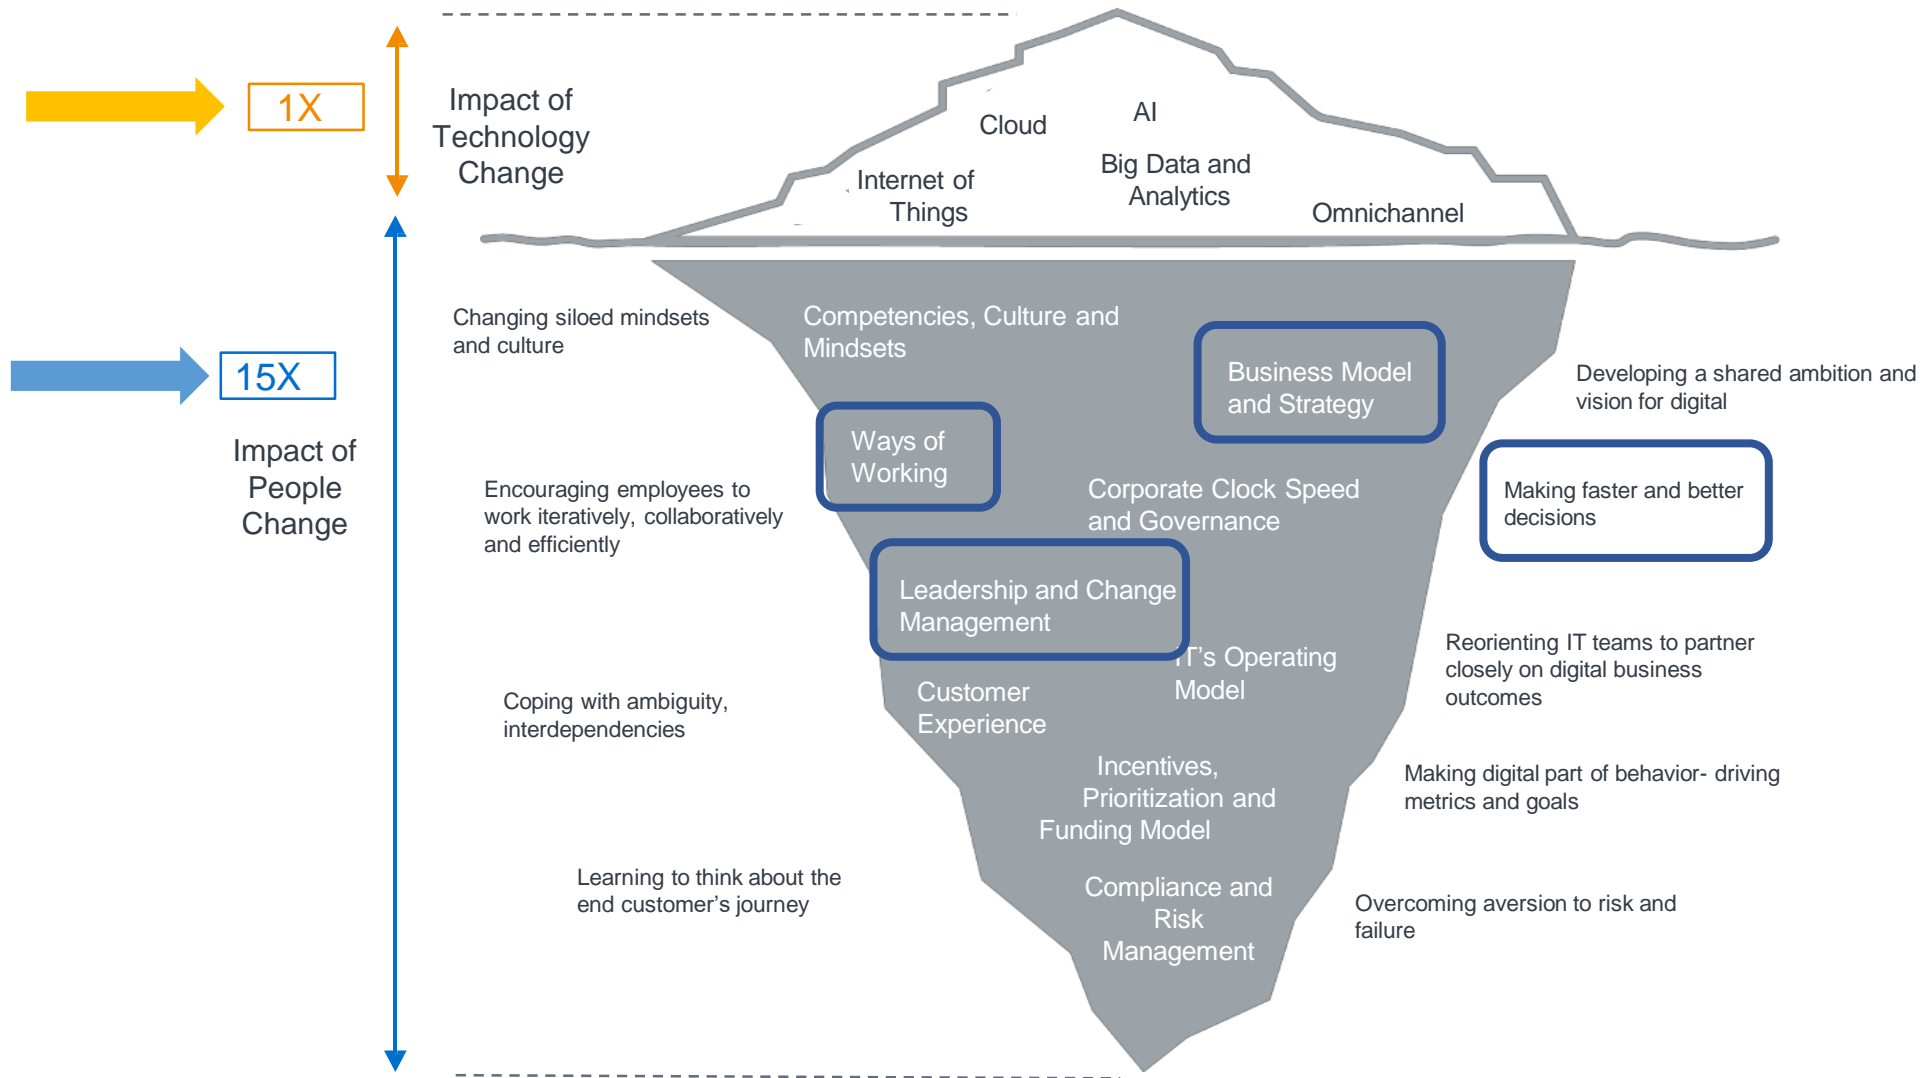 1X
Impact of
Technology
Change
Cloud
AI
Internet of
Things
Big Data and
Analytics
Omnichannel
15X
Impact of
People
Change
Changing siloed mindsets
and culture
Competencies, Culture and
Mindsets
Business Model
and Strategy
Developing a shared ambition and
vision for digital
Ways of
Working
Encouraging employees to
work iteratively, collaboratively
and efficiently
Corporate Clock Speed
and Governance
Making faster and better
decisions
Leadership and Change
Management
IT's Operating
Model
Reorienting IT teams to partner
closely on digital business
outcomes
Coping with ambiguity,
interdependencies
Customer
Experience
Incentives,
Prioritization and
Funding Model
Making digital part of behavior- driving
metrics and goals
Learning to think about the
end customer's journey
Compliance and
Risk
Management
Overcoming aversion to risk and
failure